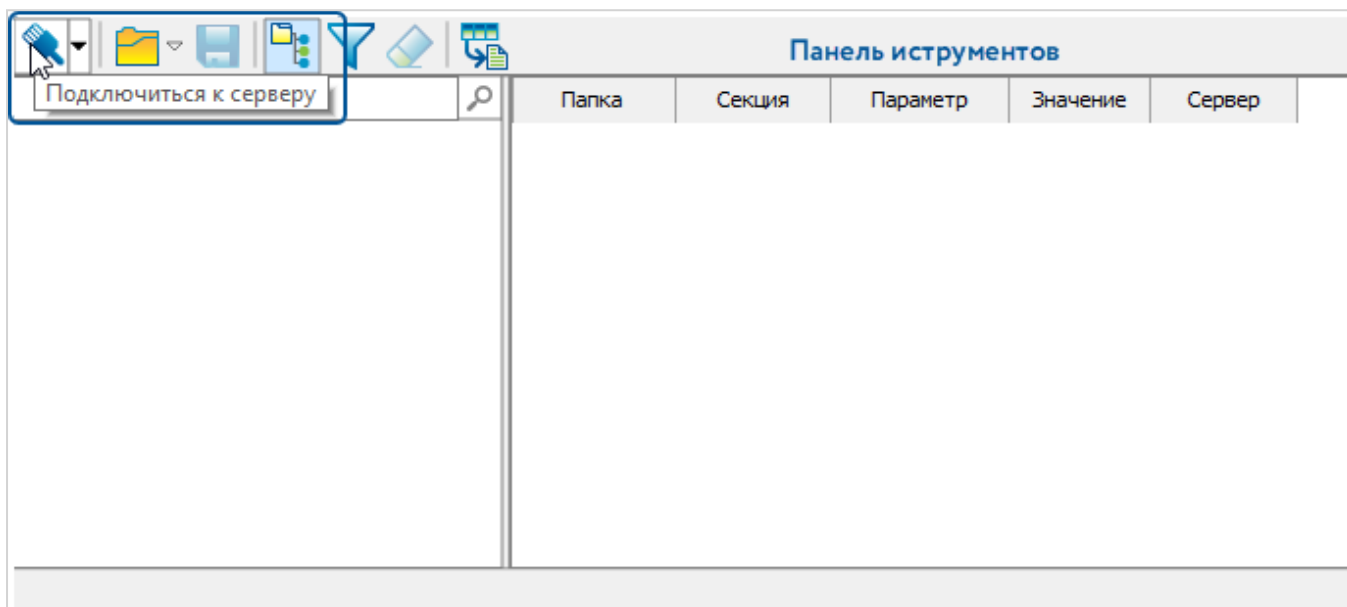 Панель иструментов
Подключиться к серверу
Папка Секция Параметр Значение Сервер